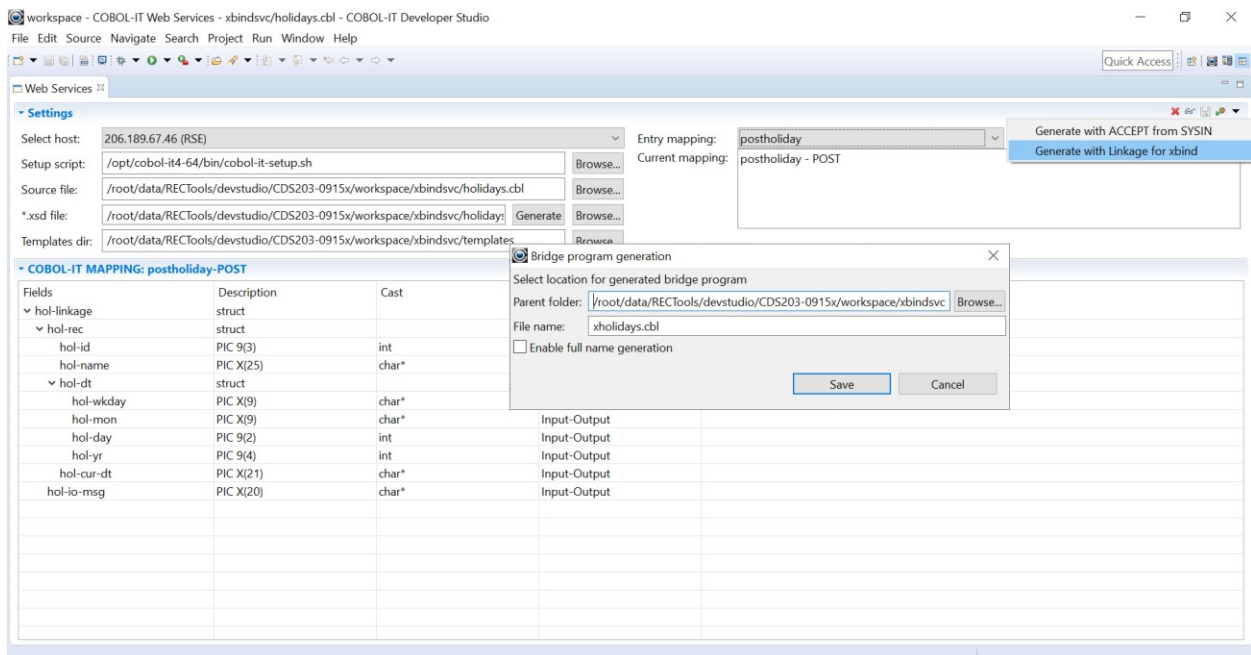 workspace - COBOL-IT Web Services - xbindsvc/holidays.cbl - COBOL-IT Developer Studio
File Edit Source Navigate Search Project Run Window Help
Quick Access
Web Services
Settings
Select host: 206.189.67.46 (RSE) Entry mapping: postholiday
Generate with ACCEPT from SYSIN
Generate with Linkage for xbind
Setup script: /opt/cobol-it4-64/bin/cobol-it-setup.sh Browse... Current mapping: postholiday - POST
Source file: /root/data/RECTools/devstudio/CDS203-0915x/workspace/xbindsvc/holidays.cbl Browse...
*.xsd file: /root/data/RECTools/devstudio/CDS203-0915x/workspace/xbindsvc/holidays Generate Browse...
Templates dir: /root/data/RECTools/devstudio/CDS203-0915x/workspace/xbindsvc/templates Browse...
Bridge program generation
Select location for generated bridge program
Parent folder: /root/data/RECTools/devstudio/CDS203-0915x/workspace/xbindsvc Browse...
File name: xholidays.cbl
Enable full name generation
Save Cancel
COBOL-IT MAPPING: postholiday-POST
Fields Description Cast
hol-linkage struct
hol-rec struct
hol-id PIC 9(3) int
hol-name PIC X(25) char*
hol-dt struct
hol-wkday PIC X(9) char*
hol-mon PIC X(9) char* Input-Output
hol-day PIC 9(2) int Input-Output
hol-yr PIC 9(4) int Input-Output
hol-cur-dt PIC X(21) char* Input-Output
hol-io-msg PIC X(20) char* Input-Output